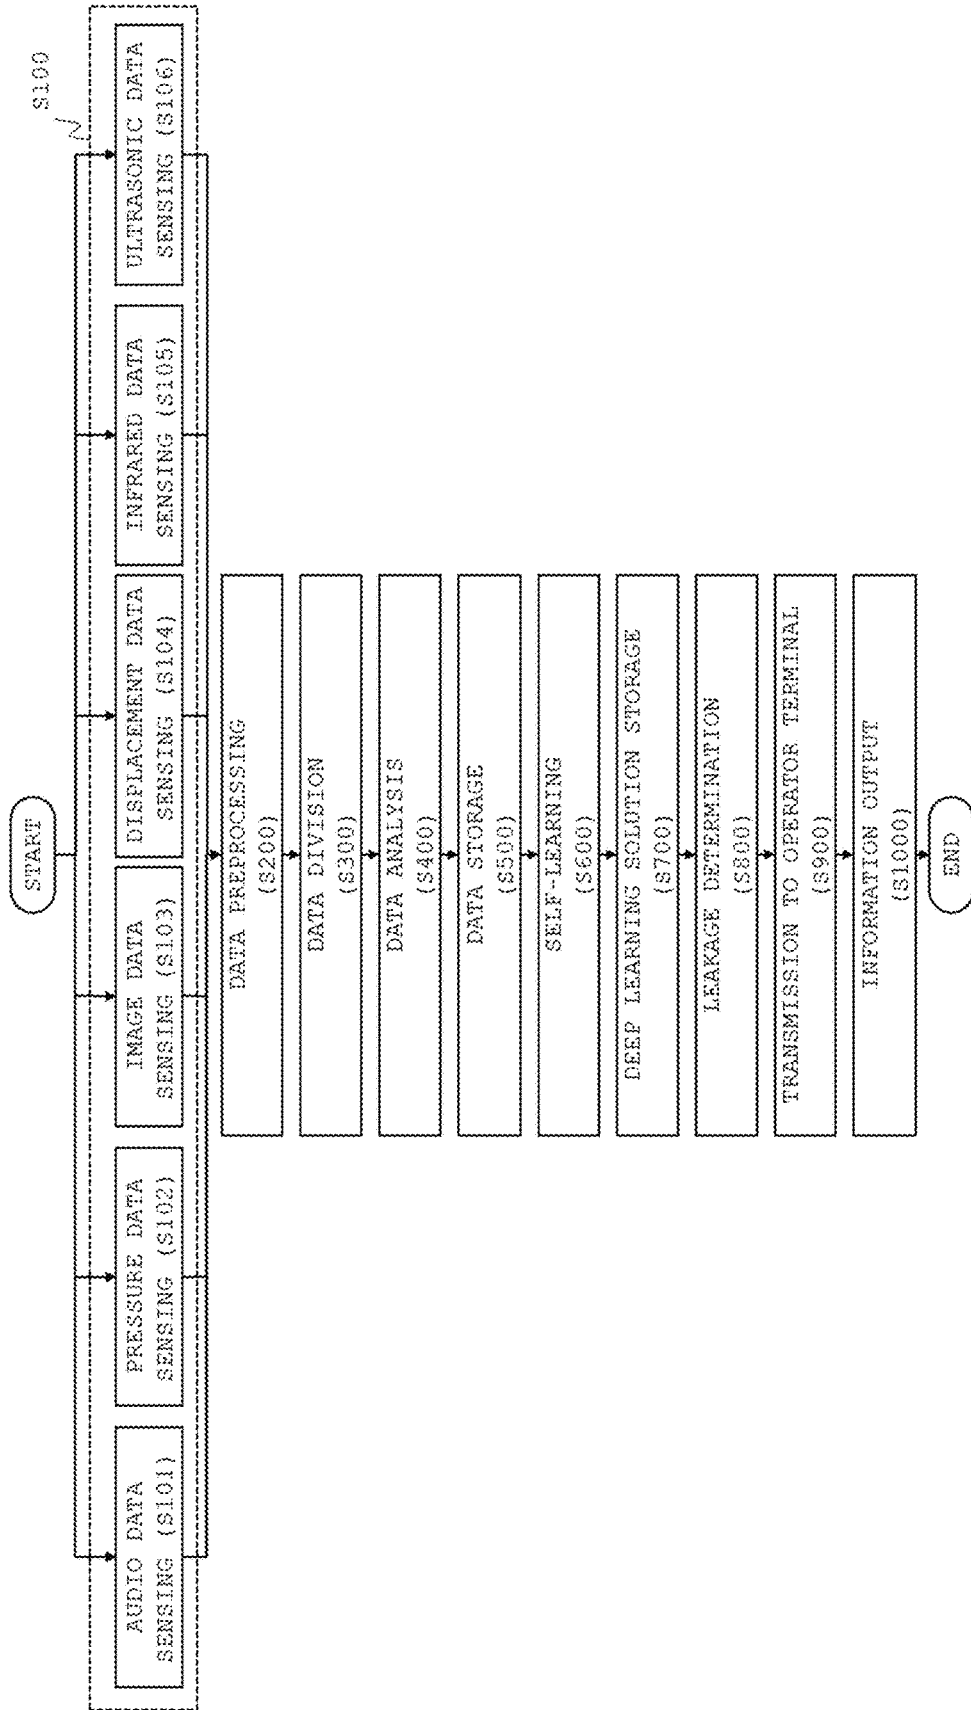 START
S100
AUDIO DATA
SENSING (S101)
PRESSURE DATA
SENSING (S102)
IMAGE DATA
SENSING (S103)
DISPLACEMENT DATA
SENSING (S104)
INFRARED DATA
SENSING (S105)
ULTRASONIC DATA
SENSING (S106)
DATA PREPROCESSING
(S200)
DATA DIVISION
(S300)
DATA ANALYSIS
(S400)
DATA STORAGE
(S500)
SELF-LEARNING
(S600)
DEEP LEARNING SOLUTION STORAGE
(S700)
LEAKAGE DETERMINATION
(S800)
TRANSMISSION TO OPERATOR TERMINAL
(S900)
INFORMATION OUTPUT
(S1000)
END